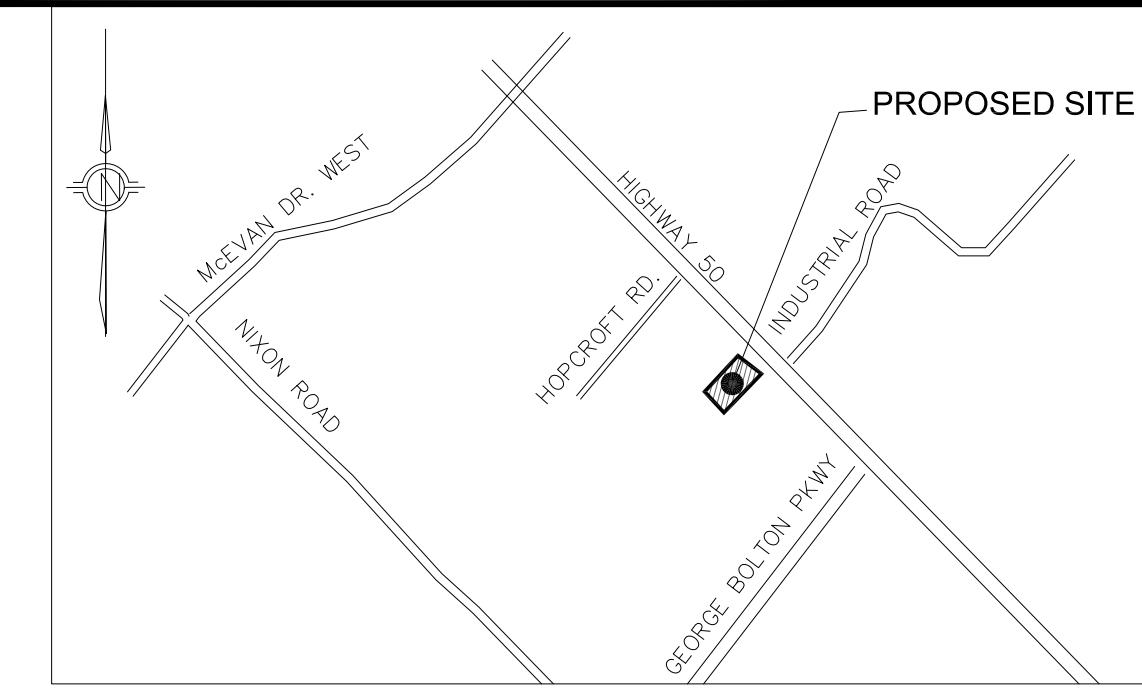 PROPOSED SITE
N
McEVAN DR. WEST
HIGHWAY 50
INDUSTRIAL ROAD
HOPCROFT RD.
NIXON ROAD
GEORGE BOLTON PKWY